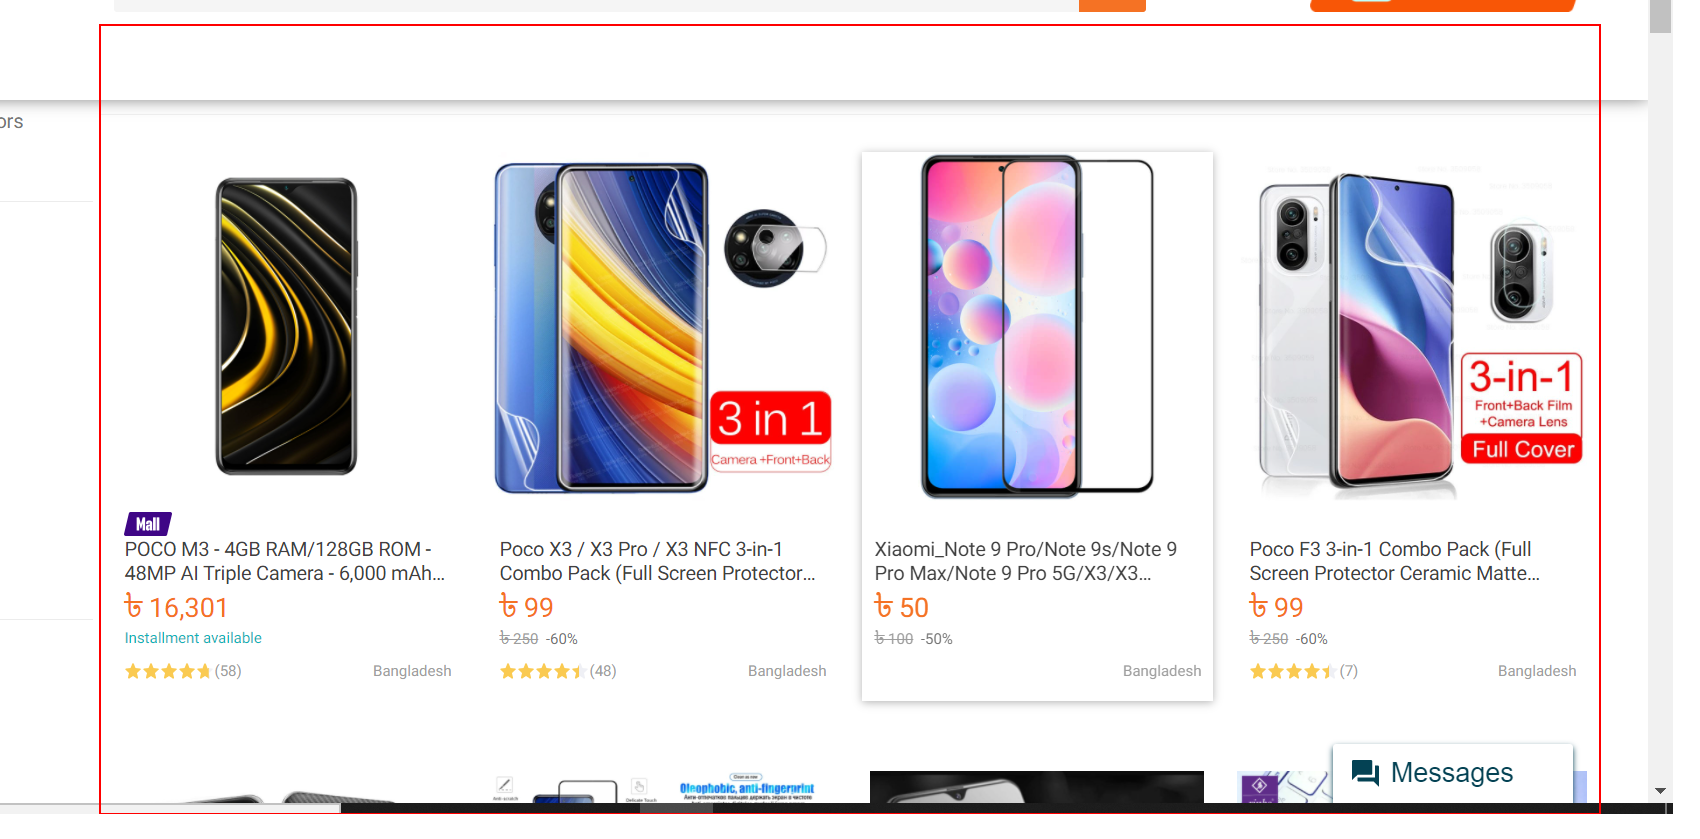 ors
3 in 1
Camera +Front+Back
3-in-1
Front+Back Film
+Camera Lens
Full Cover
Mall
POCO M3 - 4GB RAM/128GB ROM -
48MP AI Triple Camera - 6,000 mAh...
৳ 16,301
Installment available
(58)
Bangladesh
Poco X3 / X3 Pro / X3 NFC 3-in-1
Combo Pack (Full Screen Protector...
৳ 99
৳ 250 -60%
(48)
Bangladesh
Xiaomi_Note 9 Pro/Note 9s/Note 9
Pro Max/Note 9 Pro 5G/X3/X3...
৳ 50
৳ 100 -50%
Bangladesh
Poco F3 3-in-1 Combo Pack (Full
Screen Protector Ceramic Matte...
৳ 99
৳ 250 -60%
(7)
Bangladesh
Oleophobic, anti-fingerprint
Delicate Touch
Messages